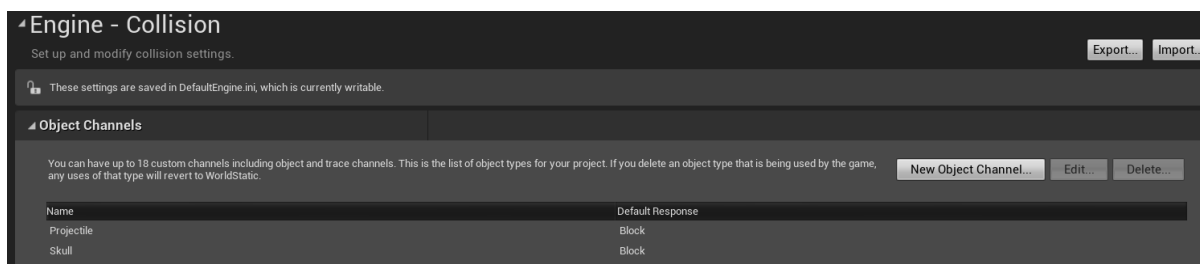 Engine - Collision
Set up and modify collision settings.
Export... Import...
These settings are saved in DefaultEngine.ini, which is currently writable.
Object Channels
You can have up to 18 custom channels including object and trace channels. This is the list of object types for your project. If you delete an object type that is being used by the game,
any uses of that type will revert to WorldStatic.
New Object Channel... Edit... Delete...
Name Default Response
Projectile Block
Skull Block